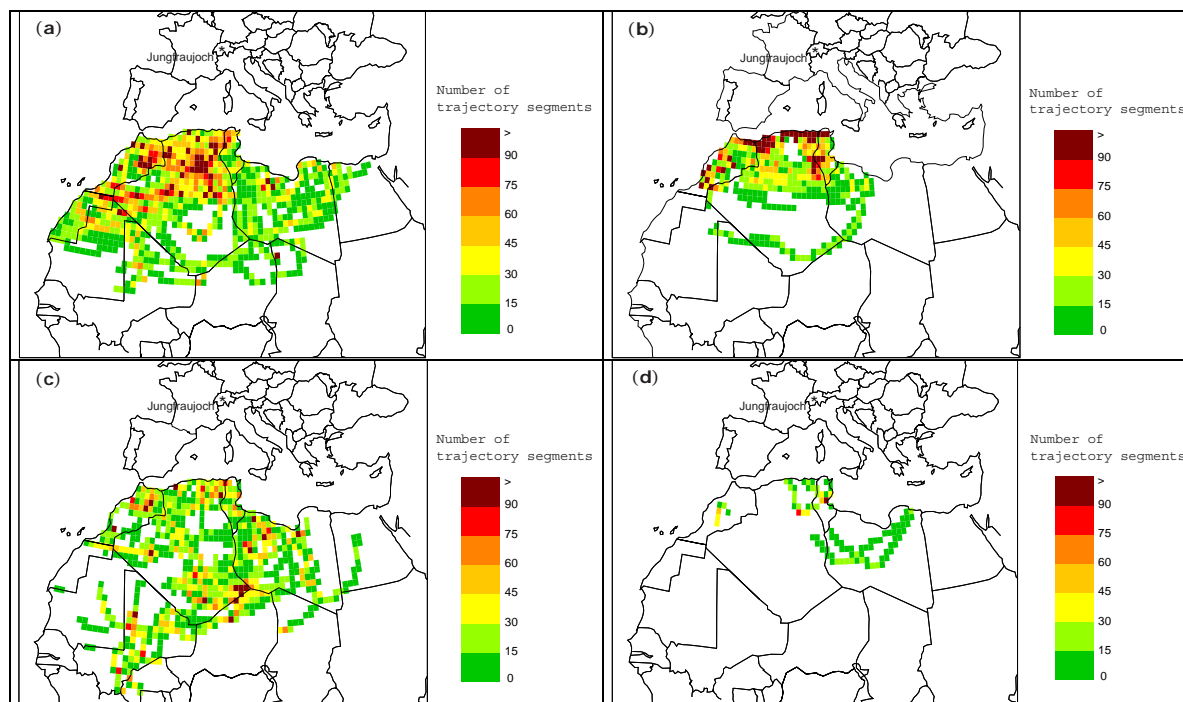 (a)
Jungfraujoch
*
Number of
trajectory segments
>
90
75
60
45
30
15
0
(b)
Jungfraujoch
*
Number of
trajectory segments
>
90
75
60
45
30
15
0
(c)
Jungfraujoch
*
Number of
trajectory segments
>
90
75
60
45
30
15
0
(d)
Jungfraujoch
*
Number of
trajectory segments
>
90
75
60
45
30
15
0